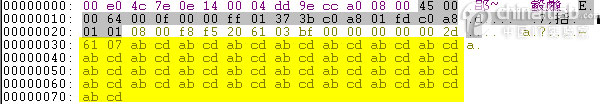 00000000: 00 e0 4c 7e 0e 14 00 04 dd 9e cc a0 08 00 45 00
00000010: 00 64 00 0f 00 00 ff 01 37 3b c0 a8 01 fd c0 a8
00000020: 01 01 08 00 f8 f5 20 61 03 bf 00 00 00 00 00 2d
00000030: 61 07 ab cd ab cd ab cd ab cd ab cd ab cd ab cd a.
00000040: ab cd ab cd ab cd ab cd ab cd ab cd ab cd ab cd
00000050: ab cd ab cd ab cd ab cd ab cd ab cd ab cd ab cd
00000060: ab cd ab cd ab cd ab cd ab cd ab cd ab cd ab cd
00000070: ab cd